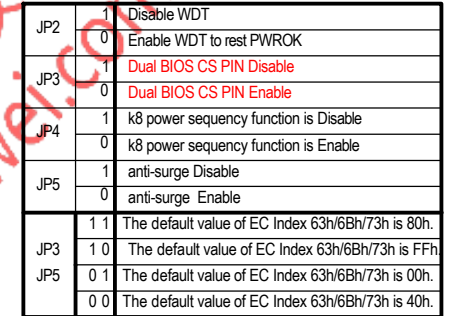 JP2 1 Disable WDT
0 Enable WDT to rest PWROK
JP3 1 Dual BIOS CS PIN Disable
0 Dual BIOS CS PIN Enable
JP4 1 k8 power sequency function is Disable
0 k8 power sequency function is Enable
JP5 1 anti-surge Disable
0 anti-surge Enable
1 1 The default value of EC Index 63h/6Bh/73h is 80h.
JP3 1 0 The default value of EC Index 63h/6Bh/73h is FFh.
JP5 0 1 The default value of EC Index 63h/6Bh/73h is 00h.
0 0 The default value of EC Index 63h/6Bh/73h is 40h.